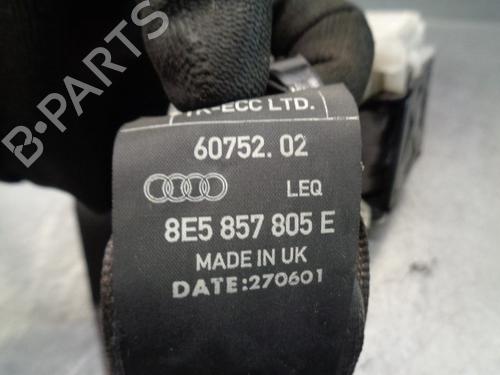 TK-ECC LTD.
60752.02
LEQ
8E5 857 805 E
MADE IN UK
DATE:270601
B-PARTS